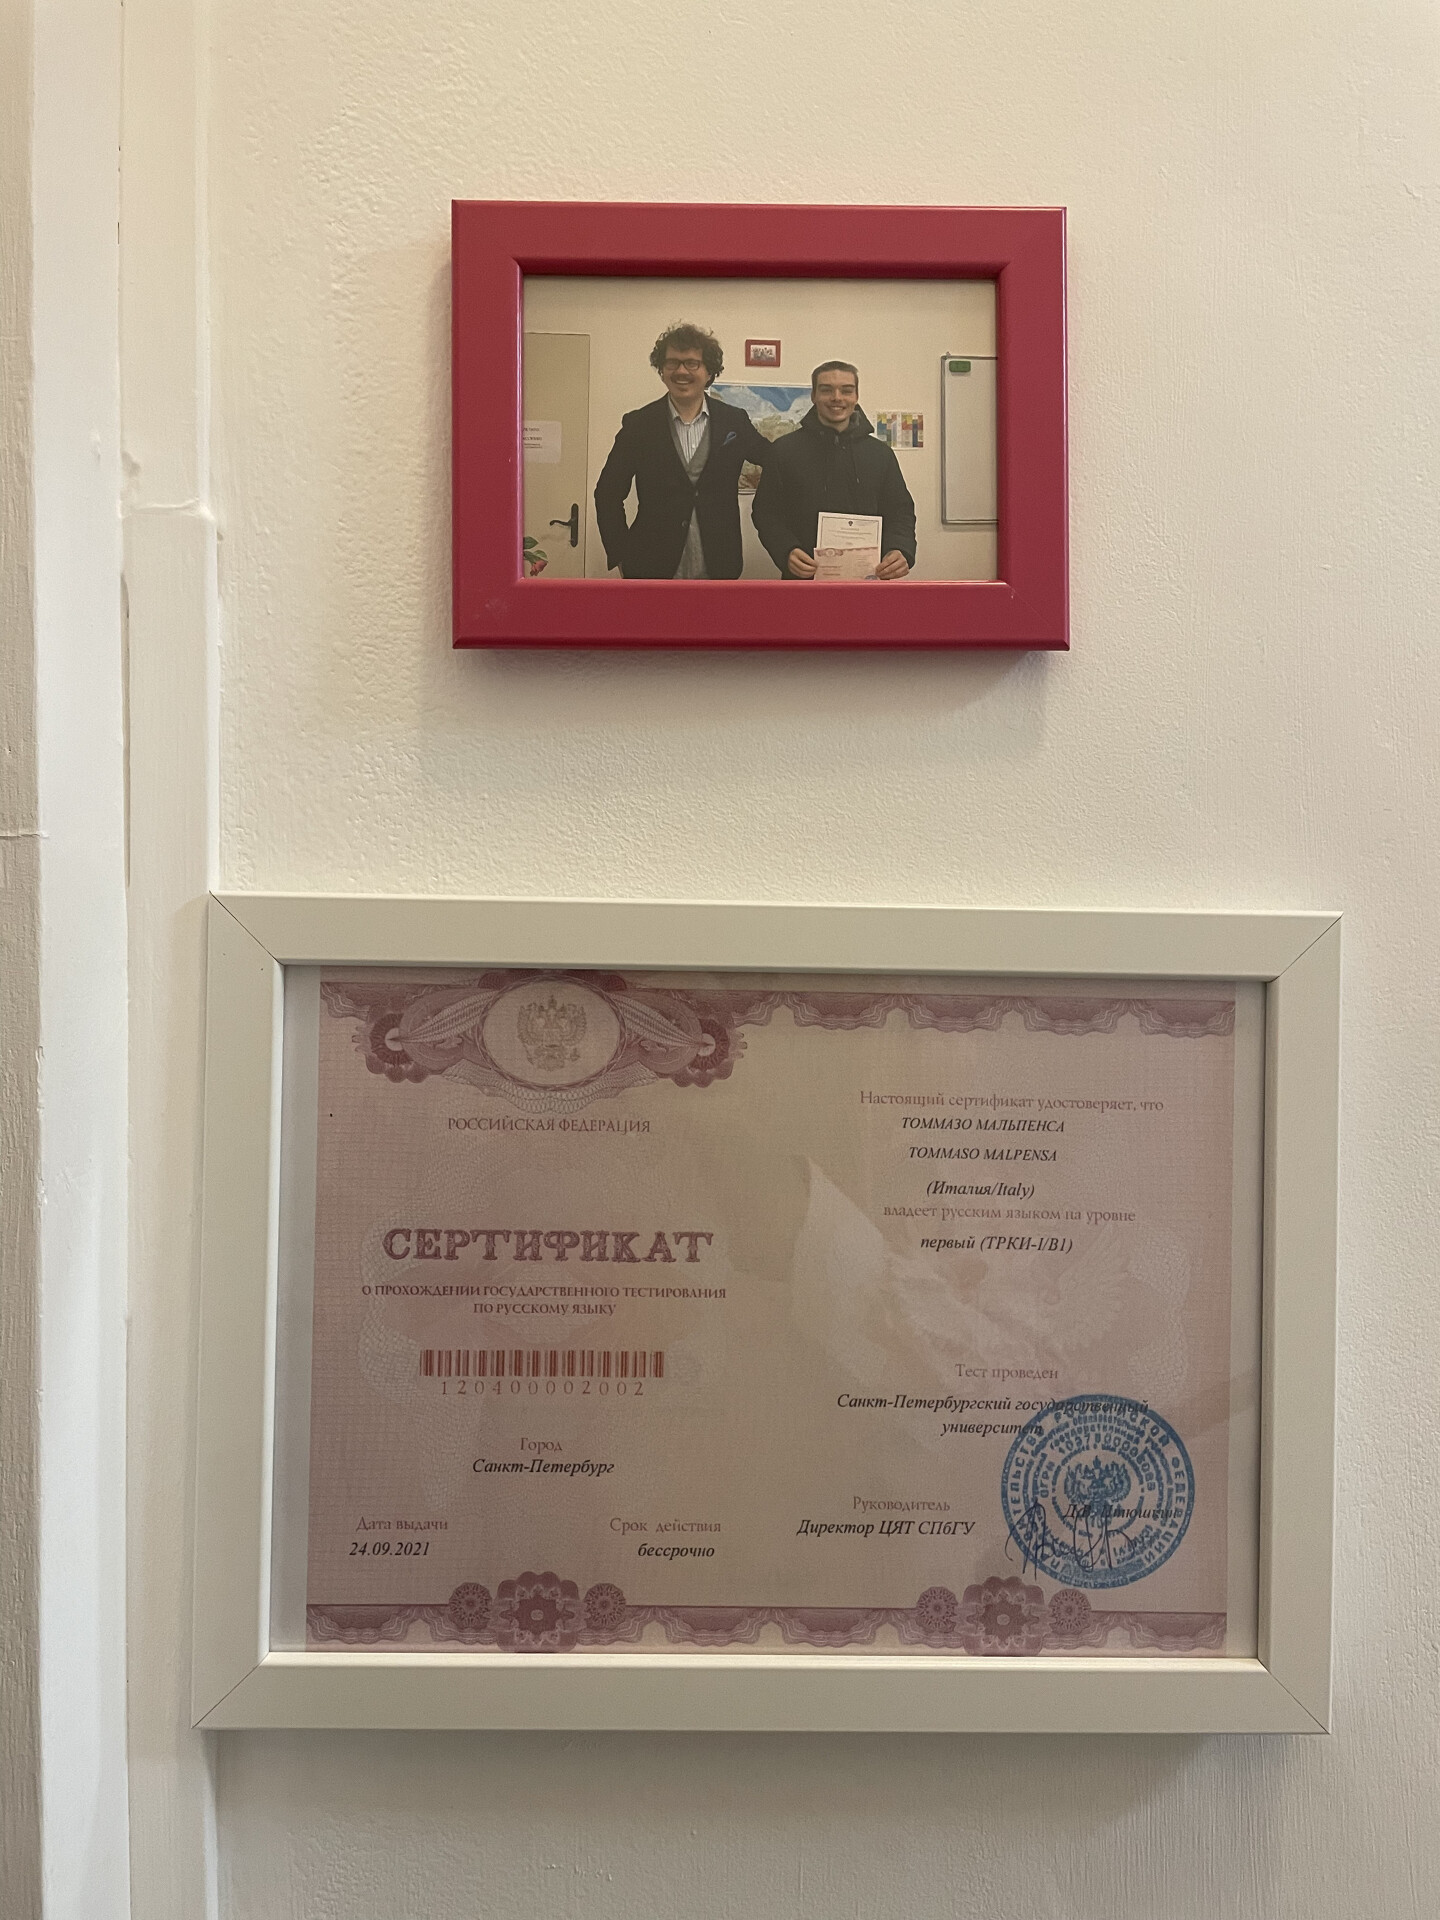 РОССИЙСКАЯ ФЕДЕРАЦИЯ
СЕРТИФИКАТ
О ПРОХОЖДЕНИИ ГОСУДАРСТВЕННОГО ТЕСТИРОВАНИЯ
ПО РУССКОМУ ЯЗЫКУ
120400002002
Город
Санкт-Петербург
Дата выдачи
24.09.2021
Срок действия
бессрочно
Настоящий сертификат удостоверяет, что
ТОММАЗО МАЛЬПЕНСА
TOMMASO MALPENSA
(Италия/Italy)
владеет русским языком на уровне
первый (ТРКИ-I/B1)
Тест проведен
Санкт-Петербургский государственный
университет
Руководитель
Директор ЦЯТ СПбГУ